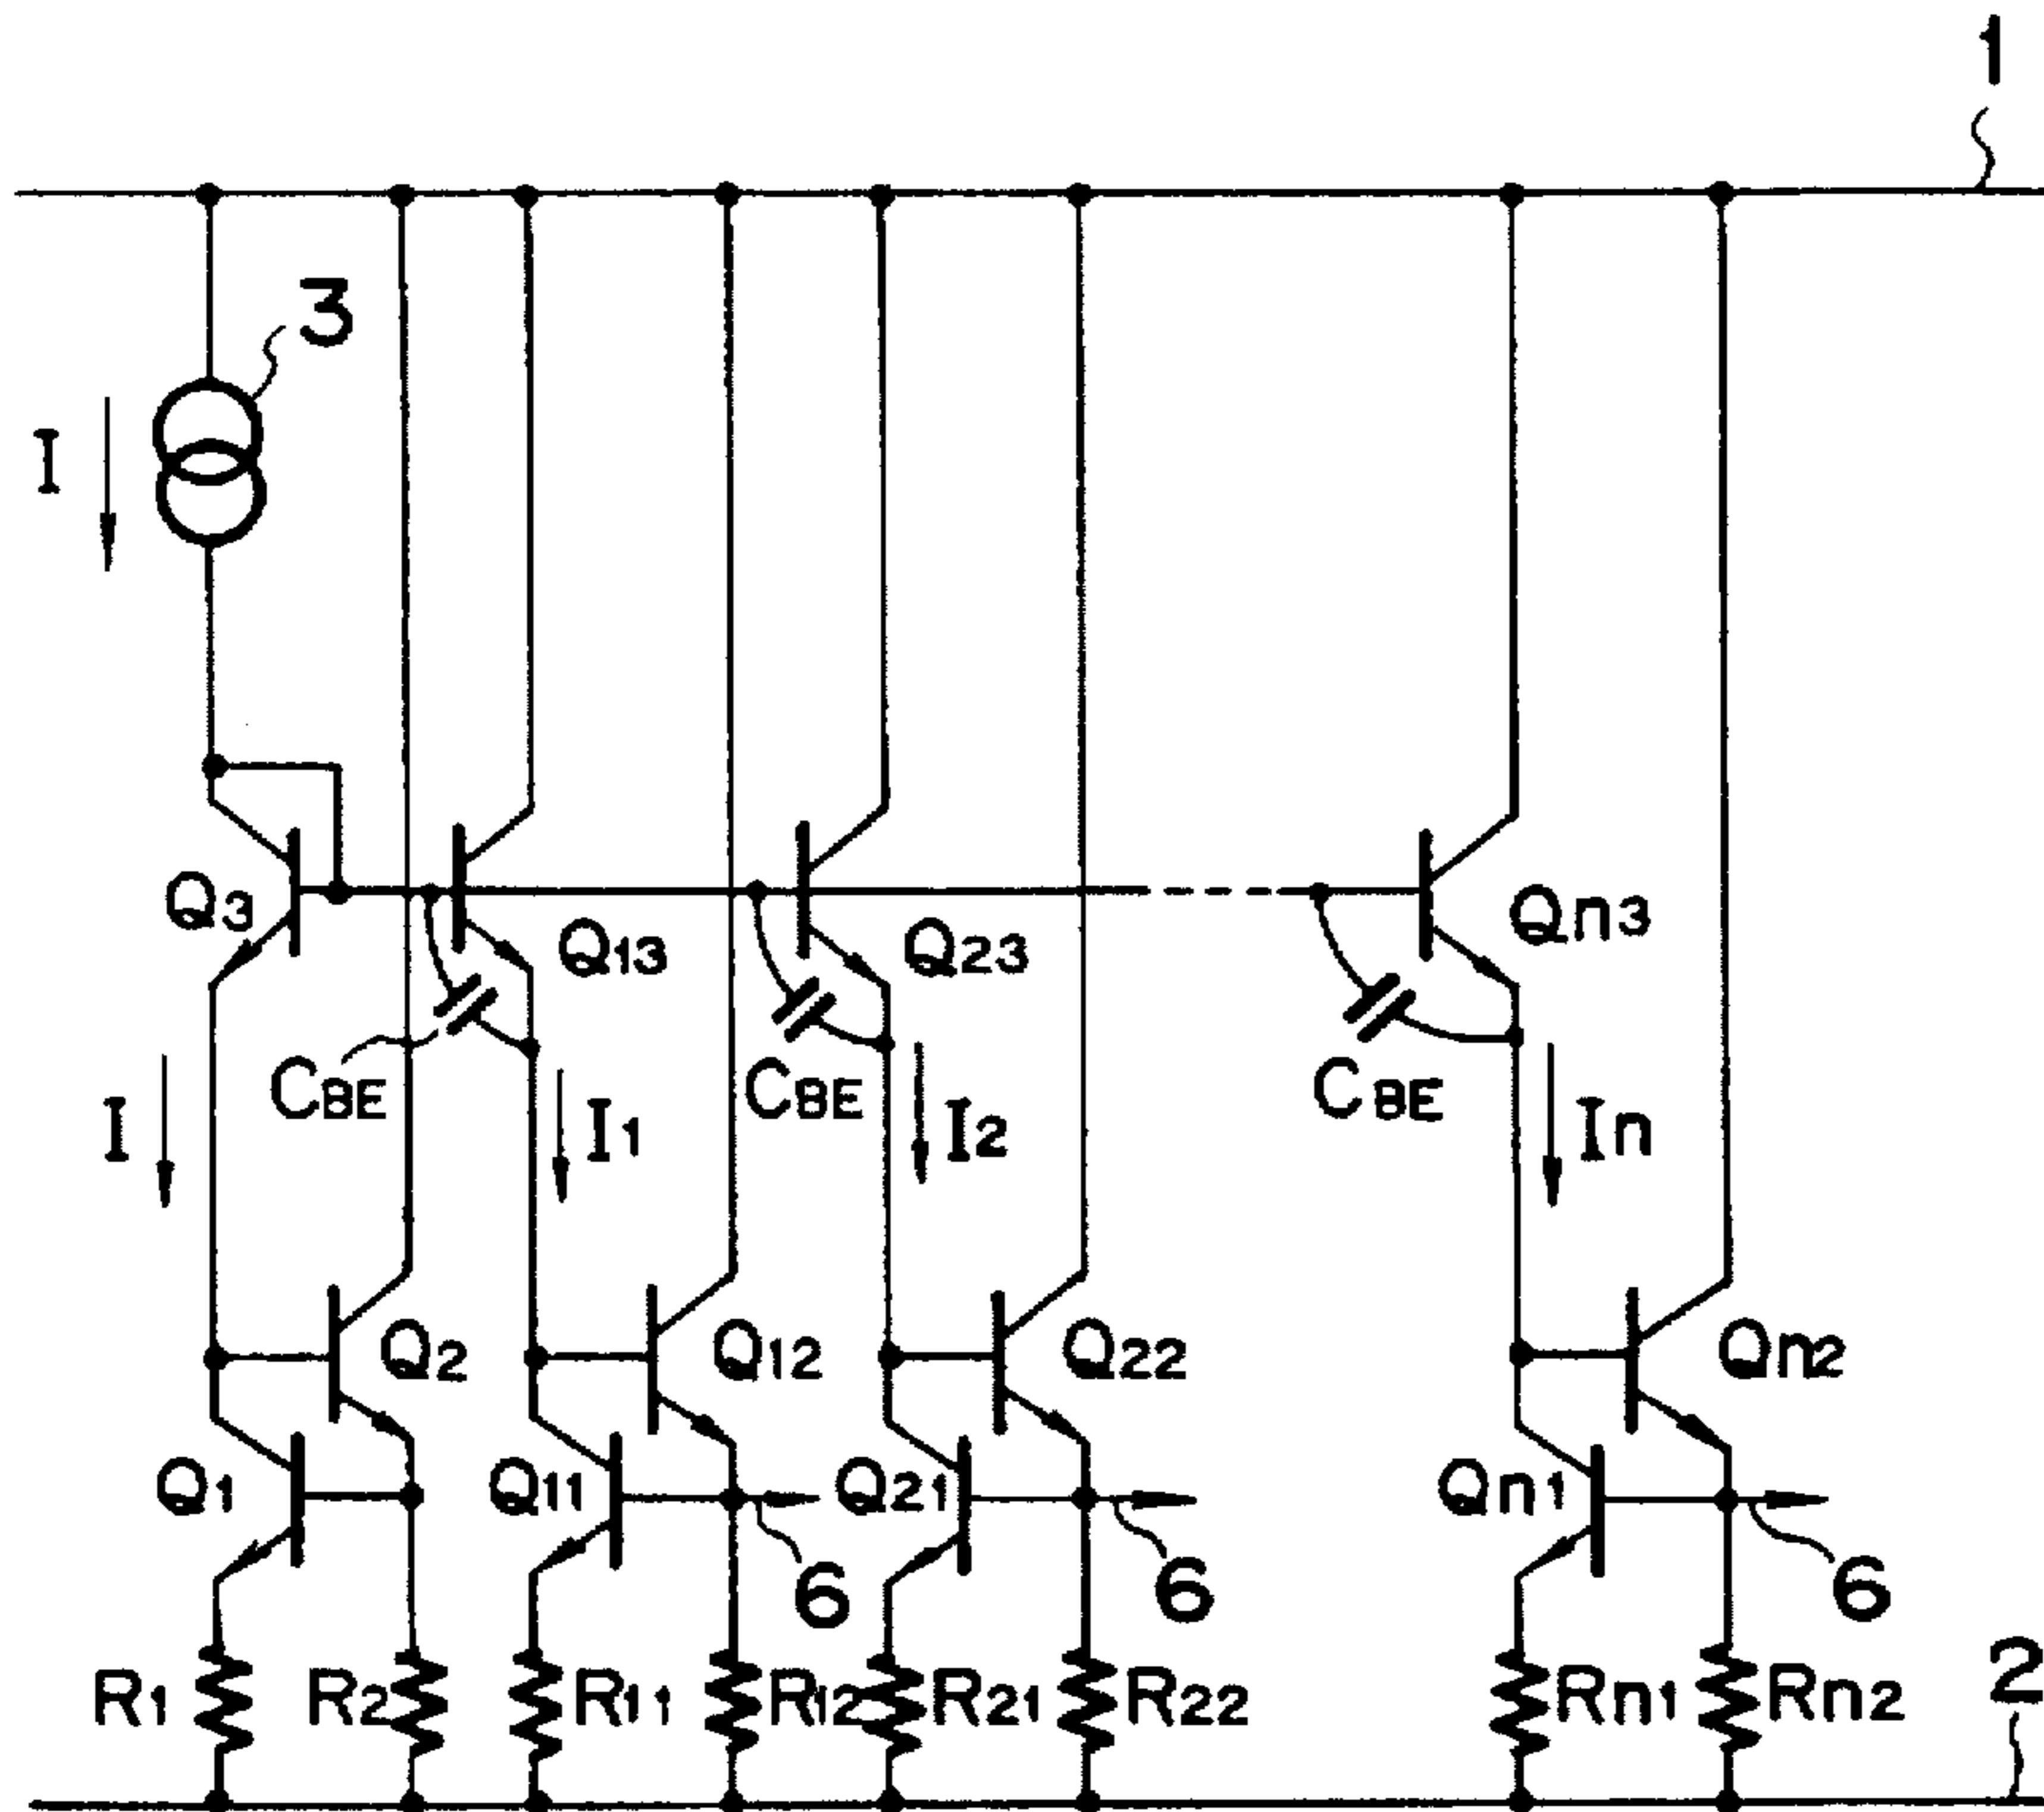 1
3
I
Q3
Q13
Q23
Qn3
CBE
CBE
CBE
I
I1
I2
In
Q2
Q12
Q22
Qn2
Q1
Q11
Q21
Qn1
6
6
6
R1
R2
R11
R12
R21
R22
Rn1
Rn2
2